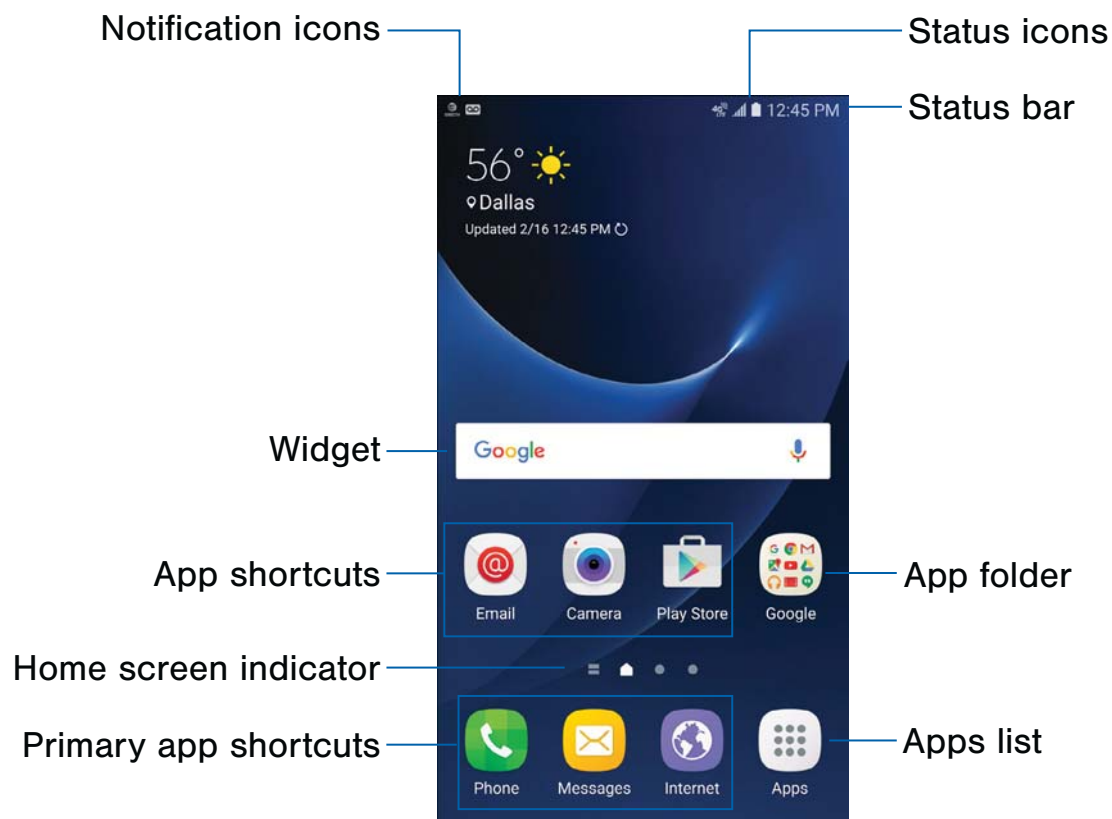 Notification icons
Status icons
12:45 PM
Status bar
56°
Dallas
Updated 2/16 12:45 PM
Widget
Google
App shortcuts
Email
Camera
Play Store
Google
App folder
Home screen indicator
Primary app shortcuts
Phone
Messages
Internet
Apps
Apps list